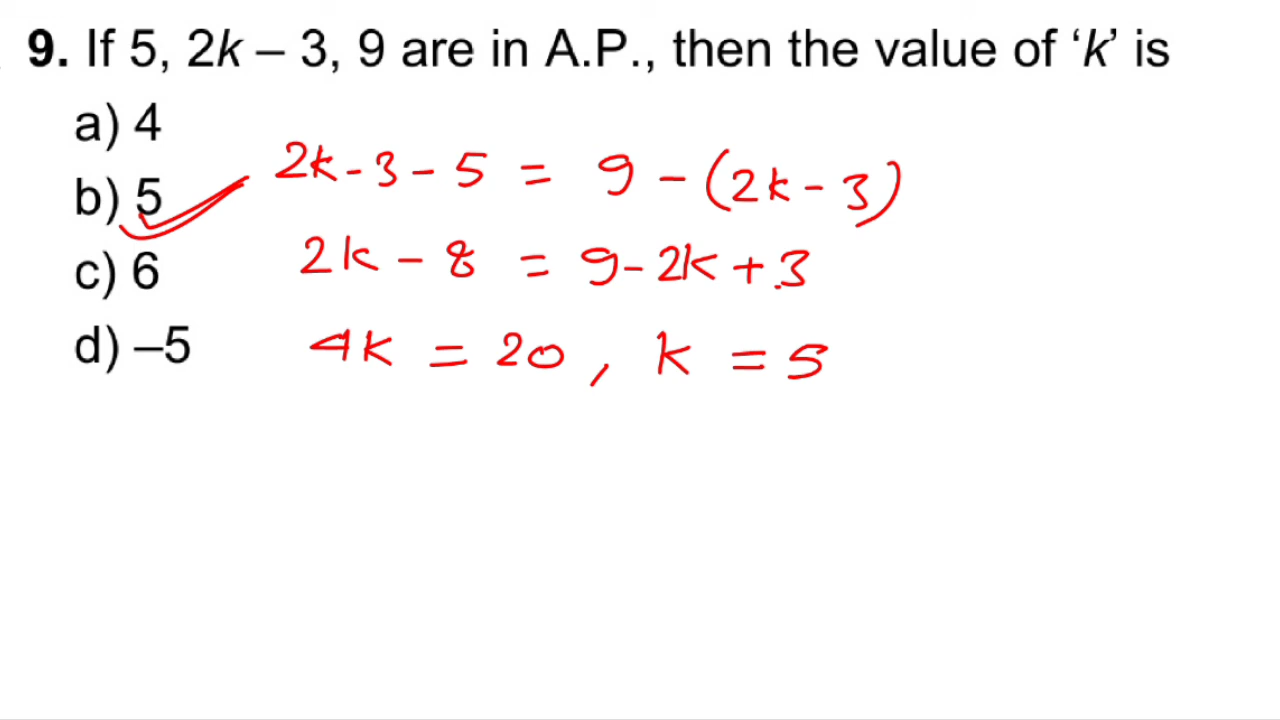 9. If 5, 2k – 3, 9 are in A.P., then the value of ‘k’ is
a) 4
b) 5
2k - 3 - 5 = 9 - (2k - 3)
c) 6
2k - 8 = 9 - 2k + 3
d) –5
4k = 20 , k = 5